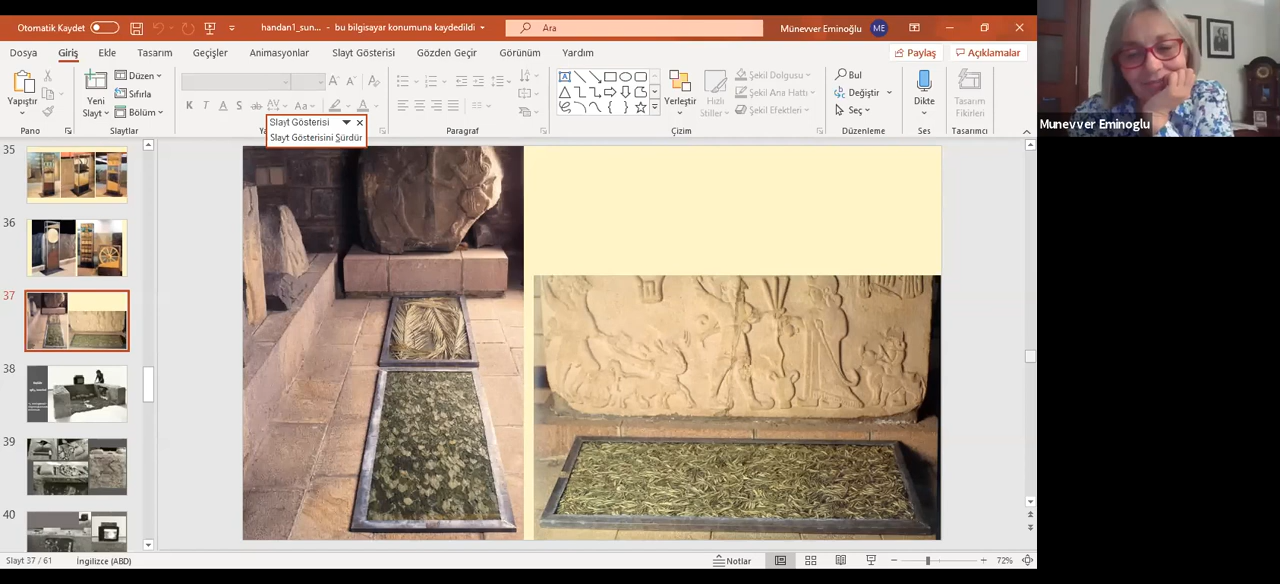 Otomatik Kaydet
handan1_sun... - bu bilgisayar konumuna kaydedildi
Ara
Münevver Eminoğlu
ME
Dosya Giriş Ekle Tasarım Geçişler Animasyonlar Slayt Gösterisi Gözden Geçir Görünüm Yardım
Paylaş
Açıklamalar
Yapıştır
Pano
Yeni
Slayt
Düzen
Sıfırla
Bölüm
Slaytlar
K T A S ab AV Aa A
Paragraf
Yerleştir
Hızlı
Stiller
Şekil Dolgusu
Şekil Ana Hattı
Şekil Efektleri
Çizim
Bul
Değiştir
Seç
Düzenleme
Dikte
Ses
Tasarım
Fikirleri
Tasarımcı
Slayt Gösterisi
Slayt Gösterisini Sürdür
35
36
37
38
39
40
Munevver Eminoglu
Slayt 37 / 61
İngilizce (ABD)
Notlar
72%